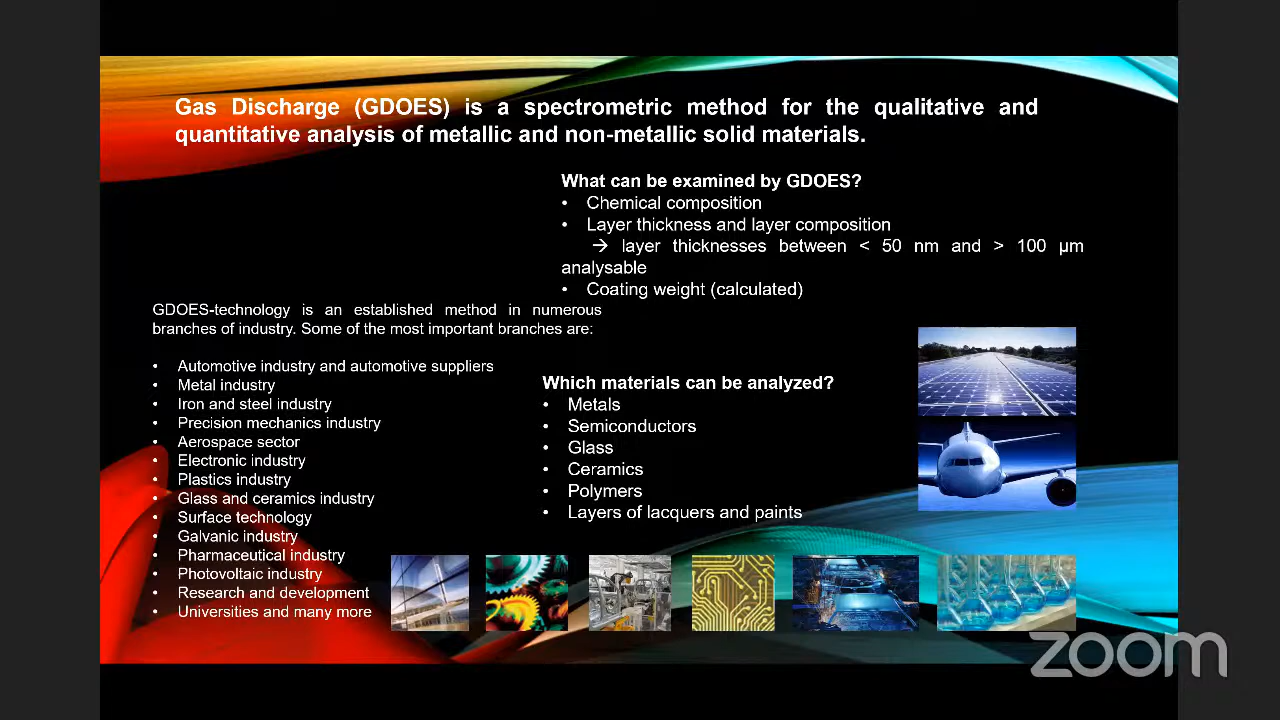 Gas Discharge (GDOES) is a spectrometric method for the qualitative and
quantitative analysis of metallic and non-metallic solid materials.
What can be examined by GDOES?
• Chemical composition
• Layer thickness and layer composition
→ layer thicknesses between < 50 nm and > 100 µm
analysable
• Coating weight (calculated)
GDOES-technology is an established method in numerous
branches of industry. Some of the most important branches are:
• Automotive industry and automotive suppliers
• Metal industry
• Iron and steel industry
• Precision mechanics industry
• Aerospace sector
• Electronic industry
• Plastics industry
• Glass and ceramics industry
• Surface technology
• Galvanic industry
• Pharmaceutical industry
• Photovoltaic industry
• Research and development
• Universities and many more
Which materials can be analyzed?
• Metals
• Semiconductors
• Glass
• Ceramics
• Polymers
• Layers of lacquers and paints
zoom